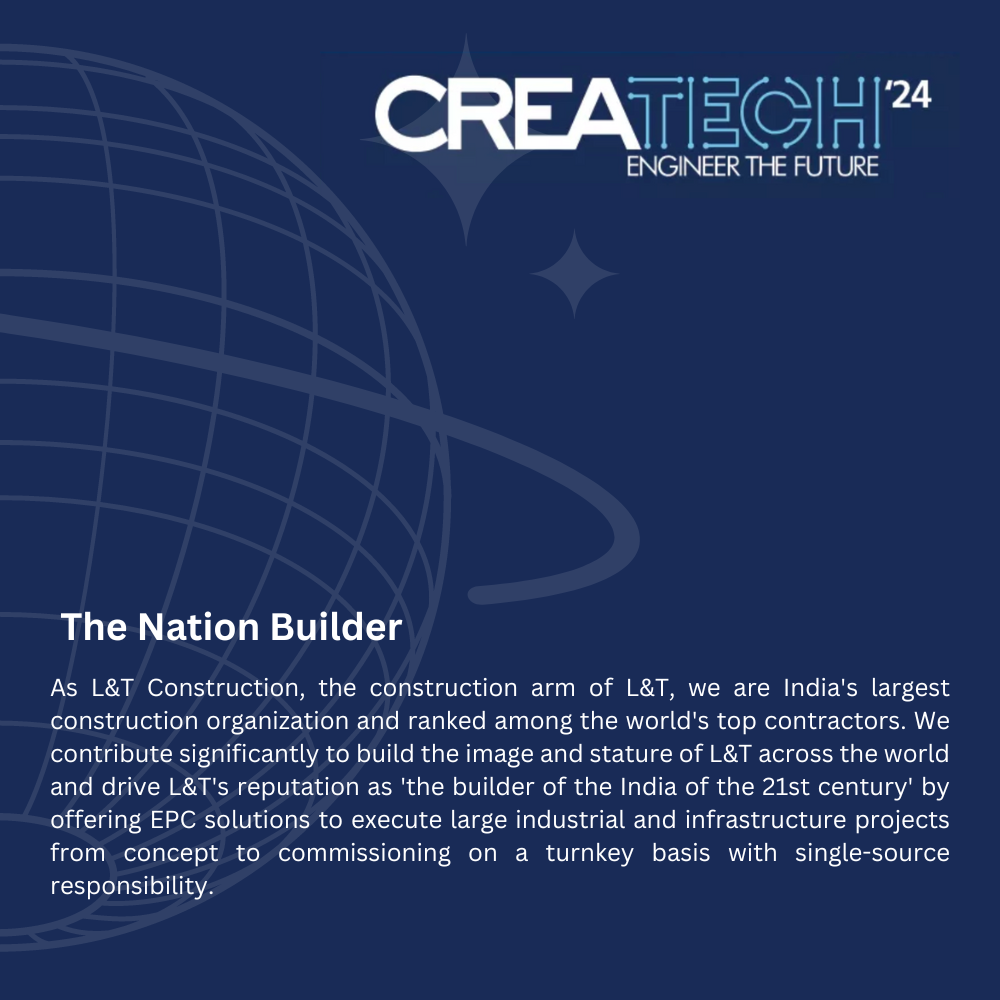 CREATECH '24
ENGINEER THE FUTURE
The Nation Builder
As L&T Construction, the construction arm of L&T, we are India's largest
construction organization and ranked among the world's top contractors. We
contribute significantly to build the image and stature of L&T across the world
and drive L&T's reputation as 'the builder of the India of the 21st century' by
offering EPC solutions to execute large industrial and infrastructure projects
from concept to commissioning on a turnkey basis with single-source
responsibility.